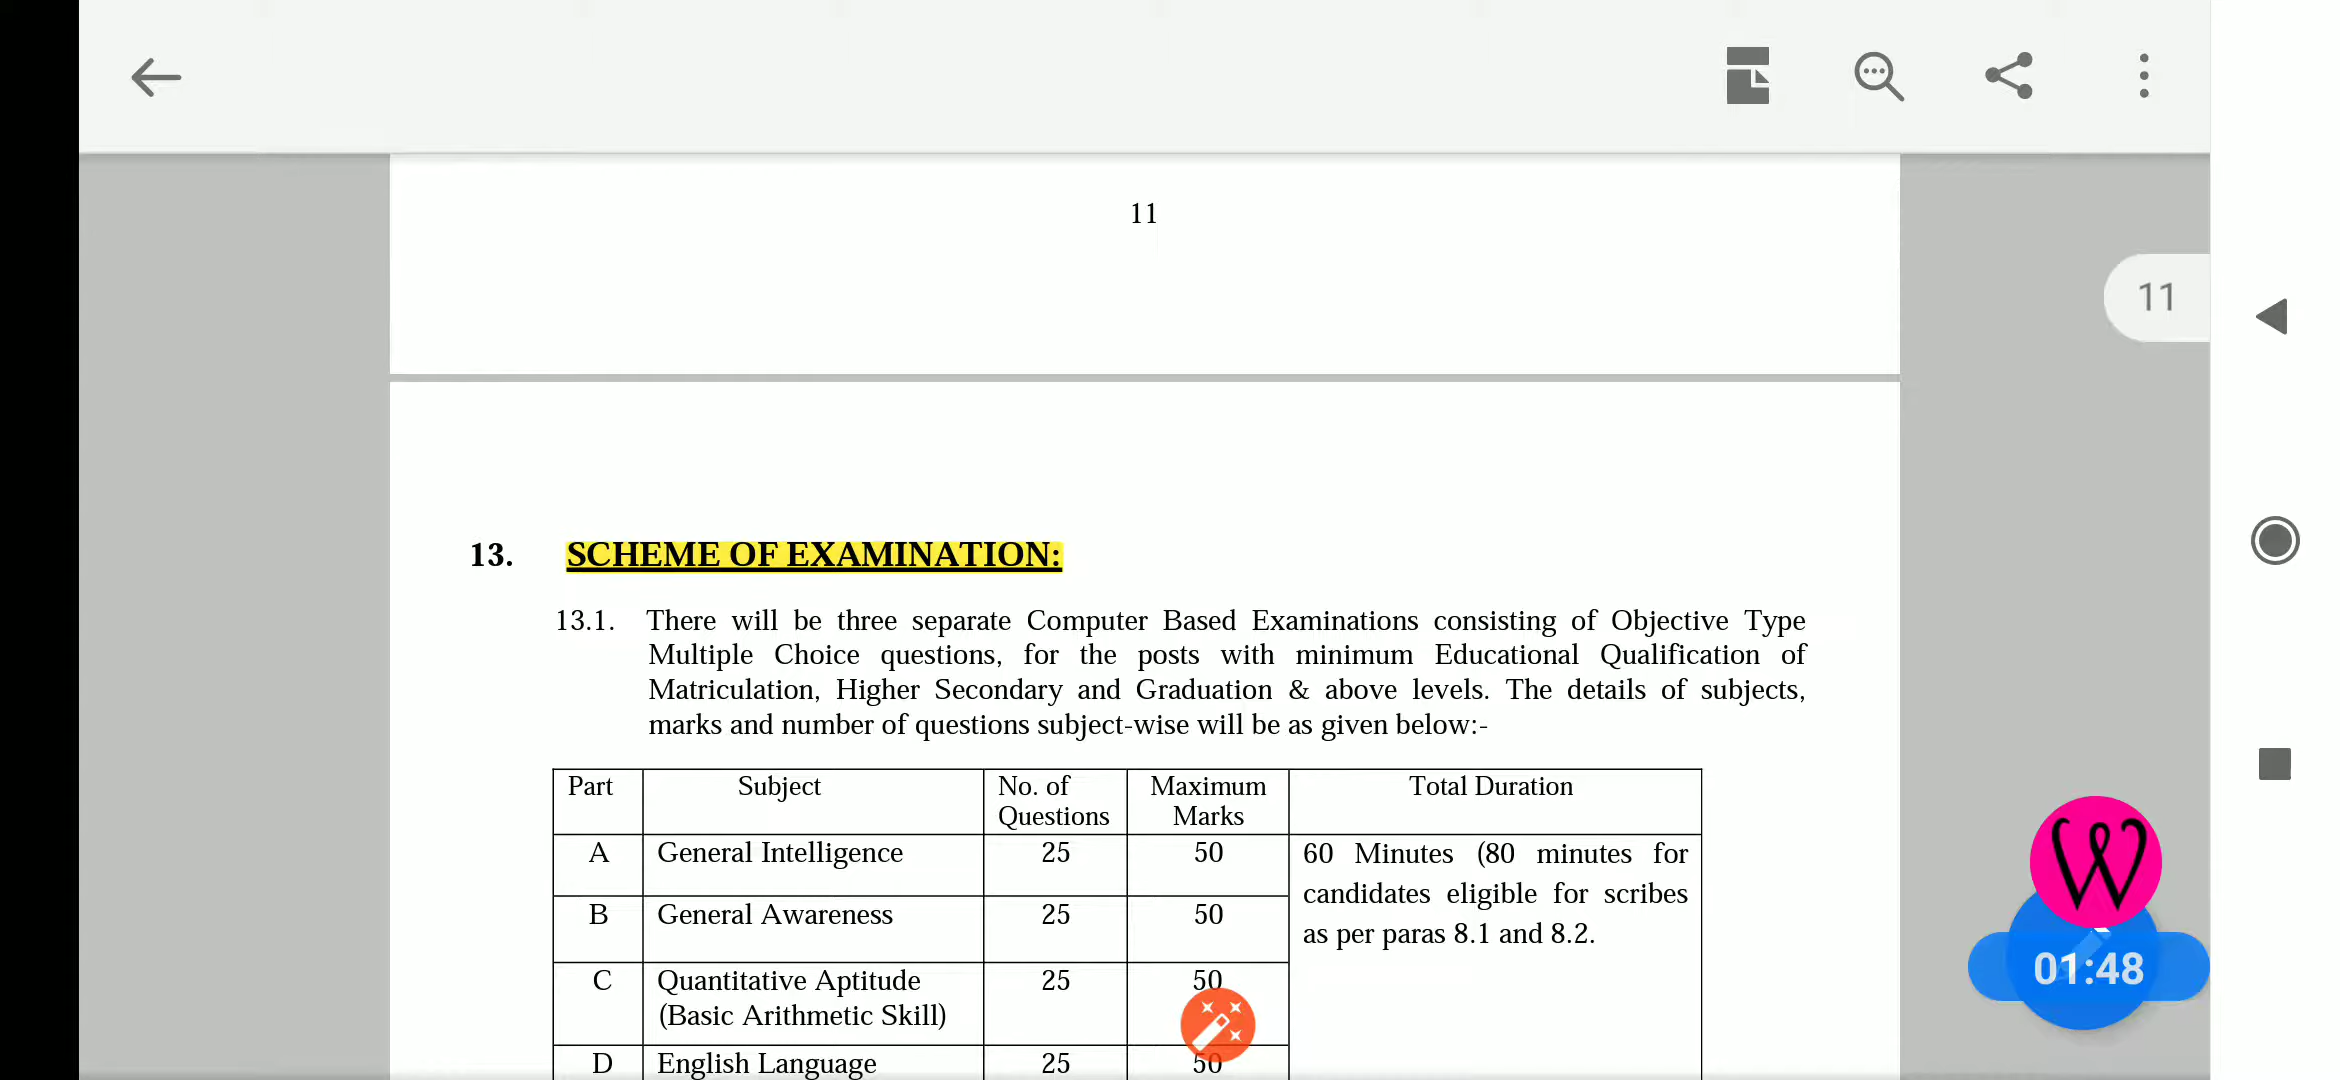 11
11
13. SCHEME OF EXAMINATION:
13.1. There will be three separate Computer Based Examinations consisting of Objective Type
Multiple Choice questions, for the posts with minimum Educational Qualification of
Matriculation, Higher Secondary and Graduation & above levels. The details of subjects,
marks and number of questions subject-wise will be as given below:-
Part Subject No. of Questions Maximum Marks Total Duration
A General Intelligence 25 50 60 Minutes (80 minutes for
candidates eligible for scribes
as per paras 8.1 and 8.2.
B General Awareness 25 50
C Quantitative Aptitude 25 50
(Basic Arithmetic Skill)
D English Language 25 50
W
01:48